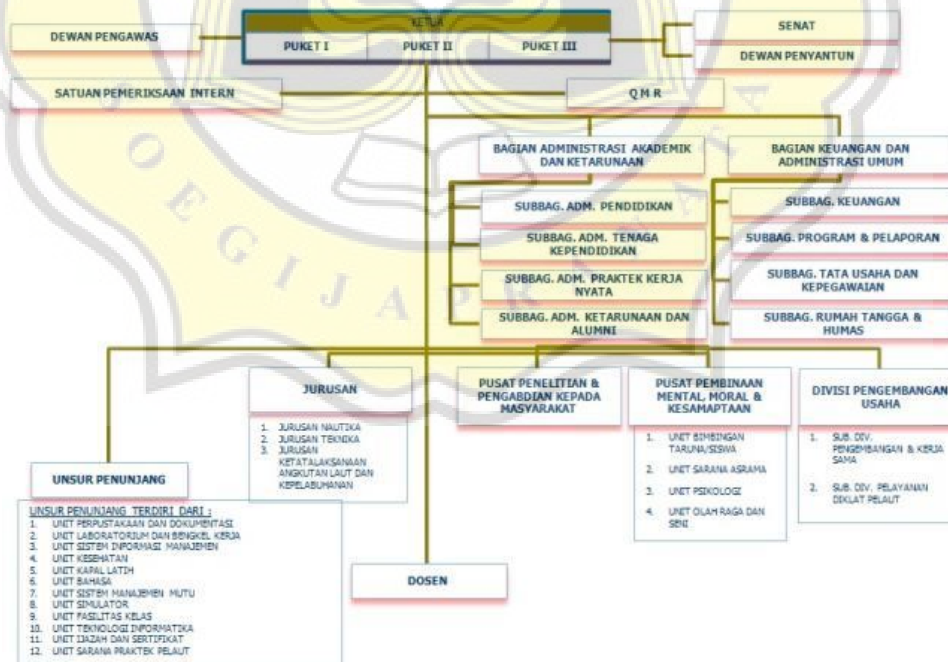 KETUA
DEWAN PENGAWAS
PUKET I
PUKET II
PUKET III
SENAT
DEWAN PENYANTUN
SATUAN PEMERIKSAAN INTERN
Q M R
BAGIAN ADMINISTRASI AKADEMIK
DAN KETARUNAAN
BAGIAN KEUANGAN DAN
ADMINISTRASI UMUM
SUBBAG. ADM. PENDIDIKAN
SUBBAG. ADM. TENAGA
KEPENDIDIKAN
SUBBAG. ADM. PRAKTEK KERJA
NYATA
SUBBAG. ADM. KETARUNAAN DAN
ALUMNI
SUBBAG. KEUANGAN
SUBBAG. PROGRAM & PELAPORAN
SUBBAG. TATA USAHA DAN
KEPEGAWAIAN
SUBBAG. RUMAH TANGGA &
HUMAS
SOEGIJAPRANATA
JURUSAN
1. JURUSAN NAUTIKA
2. JURUSAN TEKNIKA
3. JURUSAN
KETATALAKSANAAN
ANGKUTAN LAUT DAN
KEPELABUHANAN
PUSAT PENELITIAN &
PENGABDIAN KEPADA
MASYARAKAT
PUSAT PEMBINAAN
MENTAL, MORAL &
KESAMAPTAAN
1. UNIT BIMBINGAN
TARUNA/SISWA
2. UNIT SARANA ASRAMA
3. UNIT PSIKOLOGI
4. UNIT OLAH RAGA DAN
SENI
DIVISI PENGEMBANGAN
USAHA
1. SUB. DIV.
PENGEMBANGAN & KERJA
SAMA
2. SUB. DIV. PELAYANAN
DIKLAT PELAUT
UNSUR PENUNJANG
UNSUR PENUNJANG TERDIRI DARI :
1. UNIT PERPUSTAKAAN DAN DOKUMENTASI
2. UNIT LABORATORIUM DAN BENGKEL KERJA
3. UNIT SISTEM INFORMASI MANAJEMEN
4. UNIT KESEHATAN
5. UNIT KAPAL LATIH
6. UNIT BAHASA
7. UNIT SISTEM MANAJEMEN MUTU
8. UNIT SIMULATOR
9. UNIT FASILITAS KELAS
10. UNIT TEKNOLOGI INFORMATIKA
11. UNIT IJAZAH DAN SERTIFIKAT
12. UNIT SARANA PRAKTEK PELAUT
DOSEN